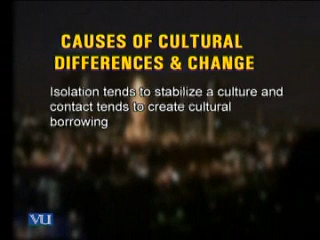 CAUSES OF CULTURAL
DIFFERENCES & CHANGE
Isolation tends to stabilize a culture and
contact tends to create cultural
borrowing
VU